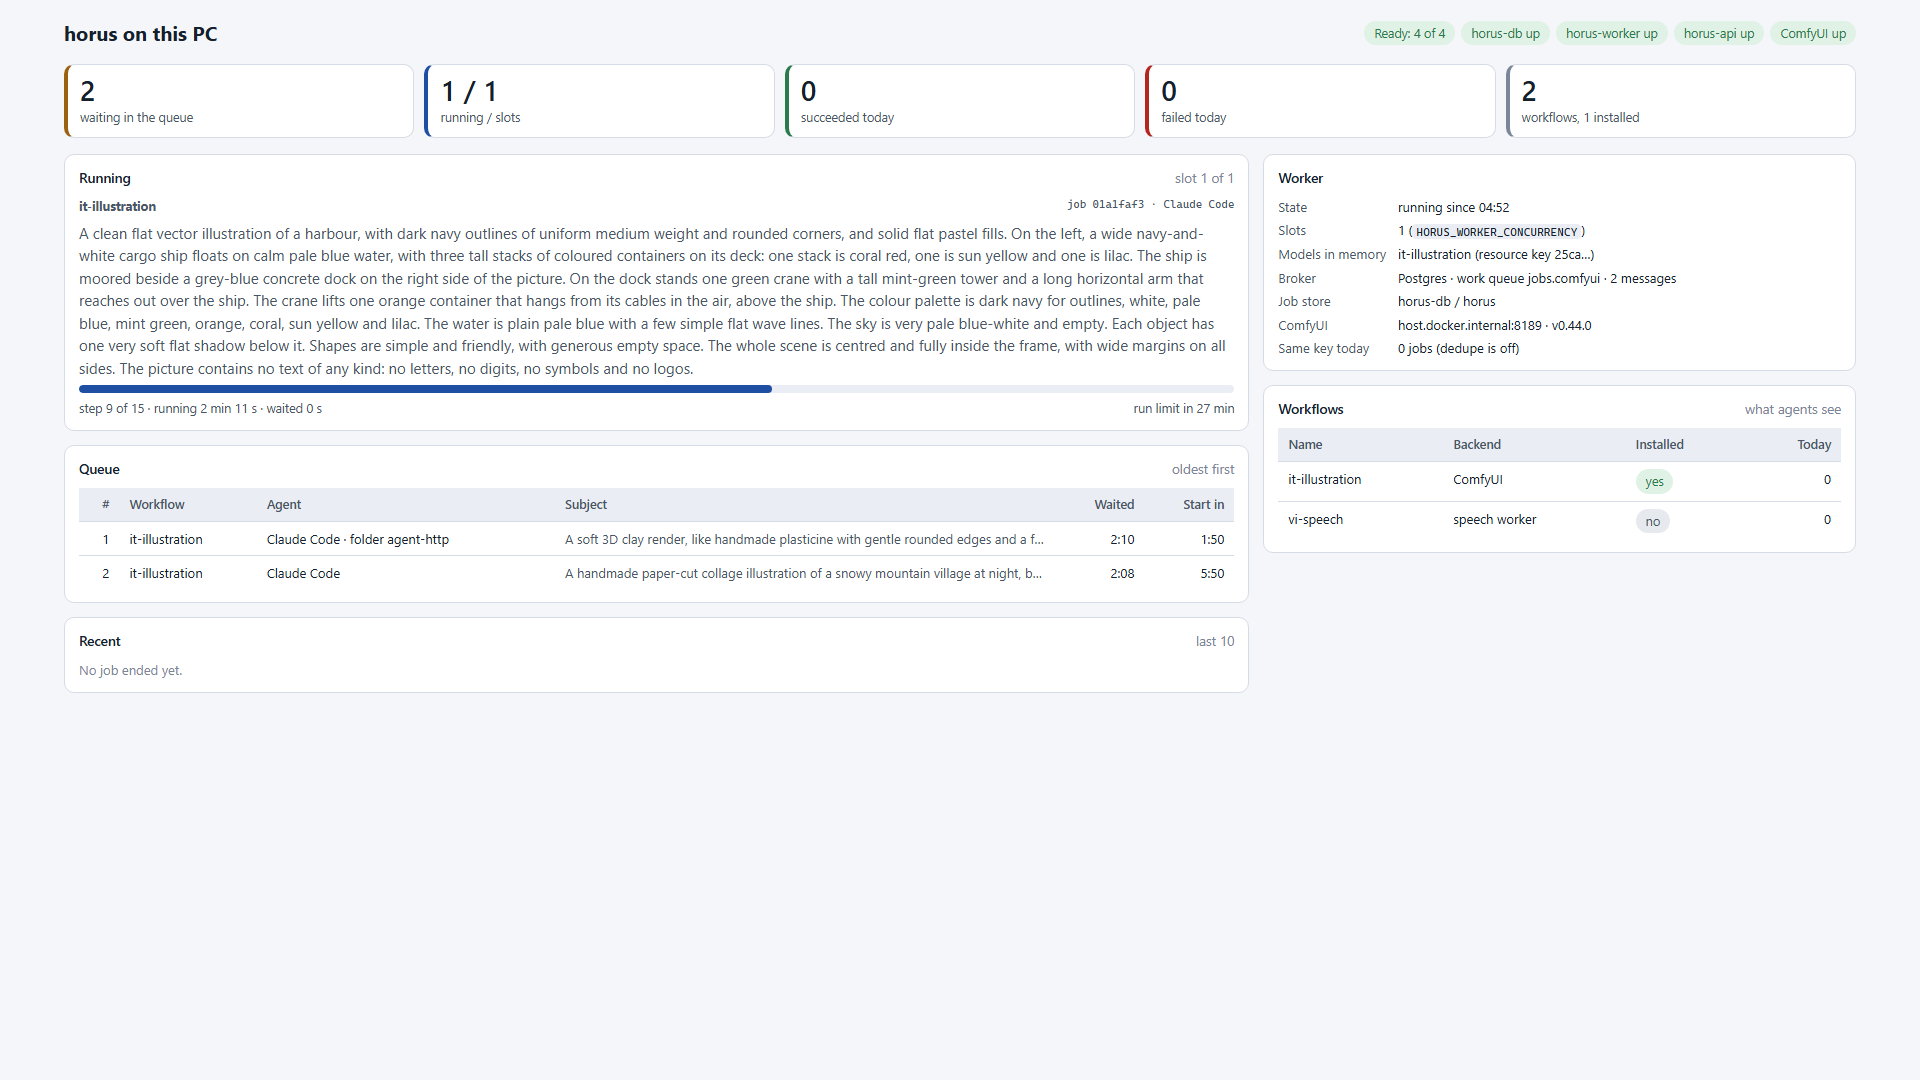 horus on this PC
Ready: 4 of 4
horus-db up
horus-worker up
horus-api up
ComfyUI up
2
waiting in the queue
1 / 1
running / slots
0
succeeded today
0
failed today
2
workflows, 1 installed
Running
slot 1 of 1
it-illustration
job 01a1faf3 · Claude Code
A clean flat vector illustration of a harbour, with dark navy outlines of uniform medium weight and rounded corners, and solid flat pastel fills. On the left, a wide navy-and-
white cargo ship floats on calm pale blue water, with three tall stacks of coloured containers on its deck: one stack is coral red, one is sun yellow and one is lilac. The ship is
moored beside a grey-blue concrete dock on the right side of the picture. On the dock stands one green crane with a tall mint-green tower and a long horizontal arm that
reaches out over the ship. The crane lifts one orange container that hangs from its cables in the air, above the ship. The colour palette is dark navy for outlines, white, pale
blue, mint green, orange, coral, sun yellow and lilac. The water is plain pale blue with a few simple flat wave lines. The sky is very pale blue-white and empty. Each object has
one very soft flat shadow below it. Shapes are simple and friendly, with generous empty space. The whole scene is centred and fully inside the frame, with wide margins on all
sides. The picture contains no text of any kind: no letters, no digits, no symbols and no logos.
step 9 of 15 · running 2 min 11 s · waited 0 s
run limit in 27 min
Queue
oldest first
# Workflow Agent Subject Waited Start in
1 it-illustration Claude Code · folder agent-http A soft 3D clay render, like handmade plasticine with gentle rounded edges and a f... 2:10 1:50
2 it-illustration Claude Code A handmade paper-cut collage illustration of a snowy mountain village at night, b... 2:08 5:50
Recent
last 10
No job ended yet.
Worker
State running since 04:52
Slots 1 ( HORUS_WORKER_CONCURRENCY )
Models in memory it-illustration (resource key 25ca...)
Broker Postgres · work queue jobs.comfyui · 2 messages
Job store horus-db / horus
ComfyUI host.docker.internal:8189 · v0.44.0
Same key today 0 jobs (dedupe is off)
Workflows
what agents see
Name Backend Installed Today
it-illustration ComfyUI yes 0
vi-speech speech worker no 0